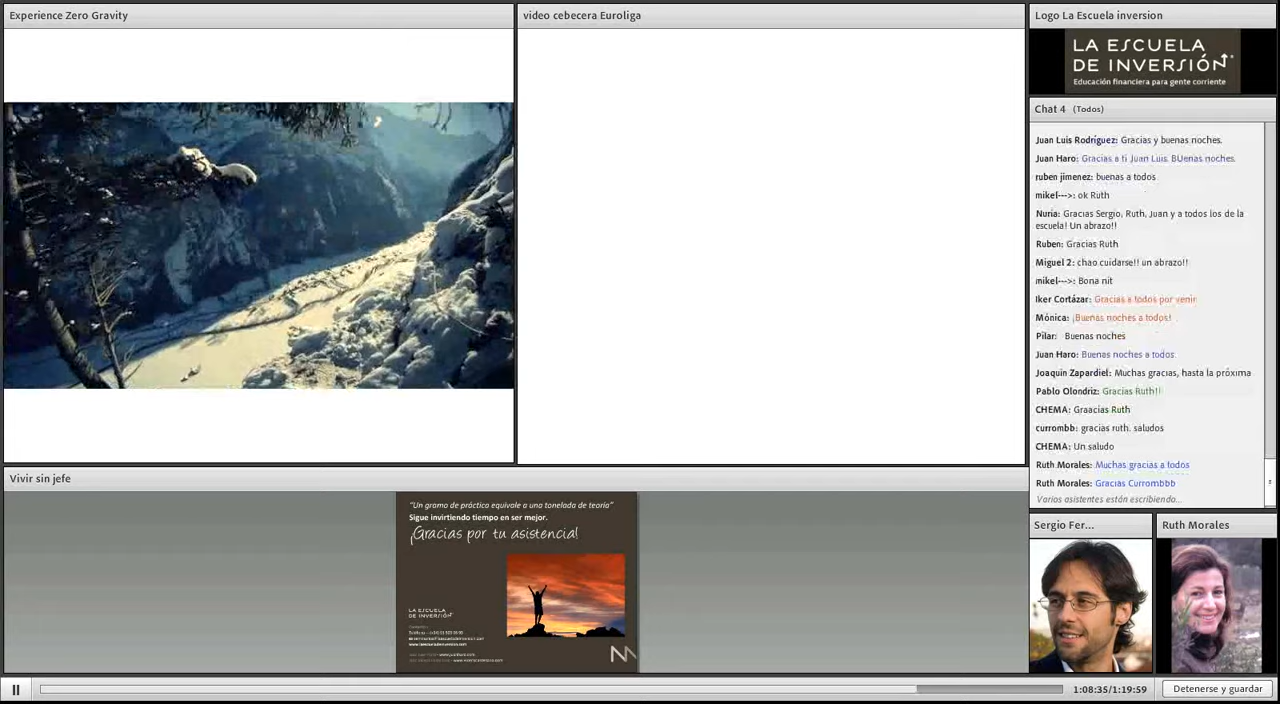 Experience Zero Gravity
video cebecera Euroliga
Logo La Escuela inversion
LA ESCUELA
DE INVERSIÓN
Educación financiera para gente corriente
Chat 4 (Todos)
Juan Luis Rodríguez: Gracias y buenas noches.
Juan Haro: Gracias a ti Juan Luis. BUenas noches.
ruben jimenez: buenas a todos
mikel--->: ok Ruth
Nuria: Gracias Sergio, Ruth, Juan y a todos los de la
escuela! Un abrazo!!
Ruben: Gracias Ruth
Miguel 2: chao cuidarse!! un abrazo!!
mikel--->: Bona nit
Iker Cortázar: Gracias a todos por venir
Mónica: ¡Buenas noches a todos!
Pilar: Buenas noches
Juan Haro: Buenas noches a todos
Joaquin Zapardiel: Muchas gracias, hasta la próxima
Pablo Olondriz: Gracias Ruth!!
CHEMA: Graacias Ruth
currombb: gracias ruth. saludos
CHEMA: Un saludo
Ruth Morales: Muchas gracias a todos
Ruth Morales: Gracias Currombbb
Varios asistentes están escribiendo...
Vivir sin jefe
"Un gramo de práctica equivale a una tonelada de teoría"
Sigue invirtiendo tiempo en ser mejor.
¡Gracias por tu asistencia!
LA ESCUELA
DE INVERSIÓN
Sergio Fer...
Ruth Morales
1:08:35/1:19:59
Detenerse y guardar